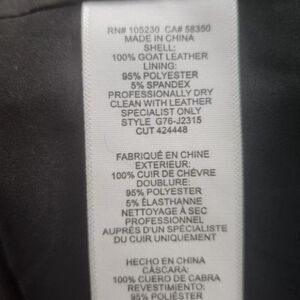 RN# 105230 CA# 58350
MADE IN CHINA
SHELL:
100% GOAT LEATHER
LINING:
95% POLYESTER
5% SPANDEX
PROFESSIONALLY DRY
CLEAN WITH LEATHER
SPECIALIST ONLY
STYLE G76-J2315
CUT 424448
FABRIQUÉ EN CHINE
EXTERIEUR:
100% CUIR DE CHÈVRE
DOUBLURE:
95% POLYESTER
5% ÉLASTHANNE
NETTOYAGE À SEC
PROFESSIONNEL
AUPRÈS D'UN SPÉCIALISTE
DU CUIR UNIQUEMENT
HECHO EN CHINA
CÁSCARA:
100% CUERO DE CABRA
REVESTIMIENTO:
95% POLIÉSTER